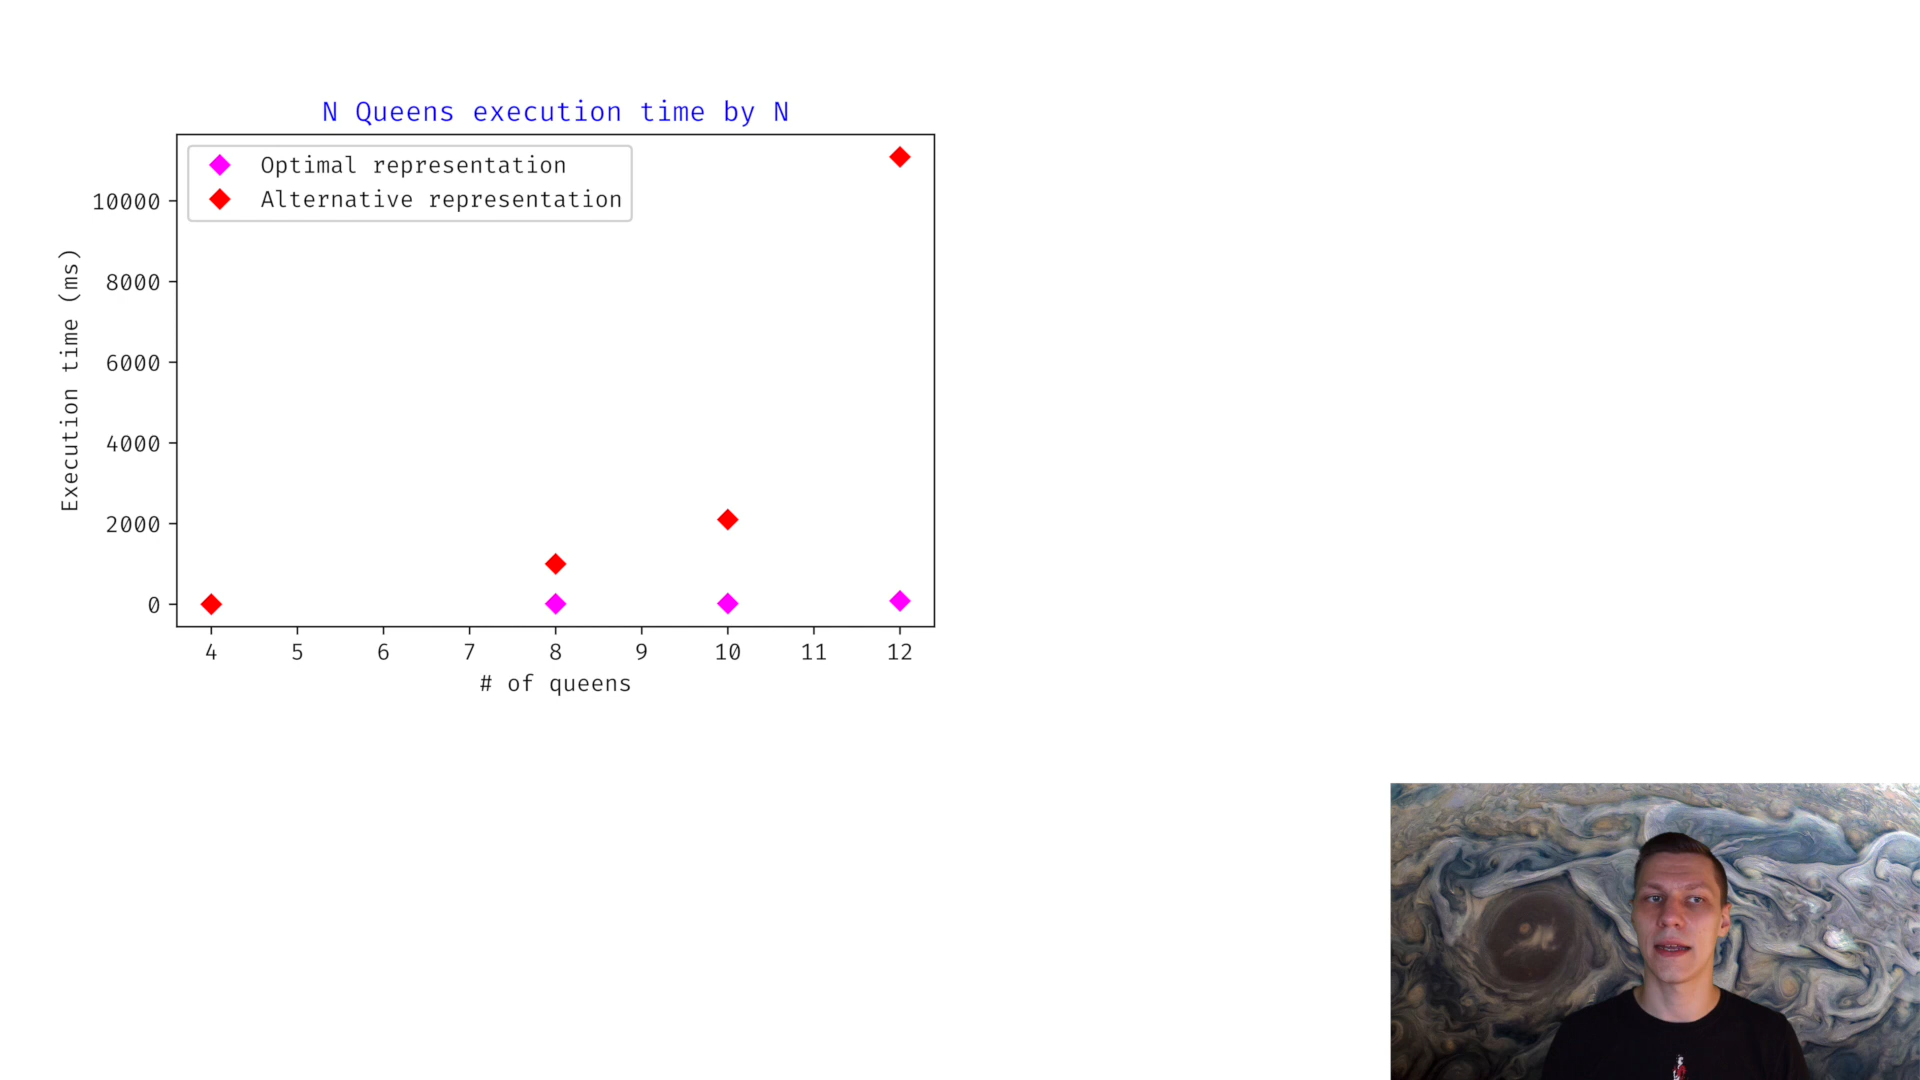 N Queens execution time by N
Optimal representation
Alternative representation
10000
8000
6000
4000
2000
0
Execution time (ms)
4 5 6 7 8 9 10 11 12
# of queens